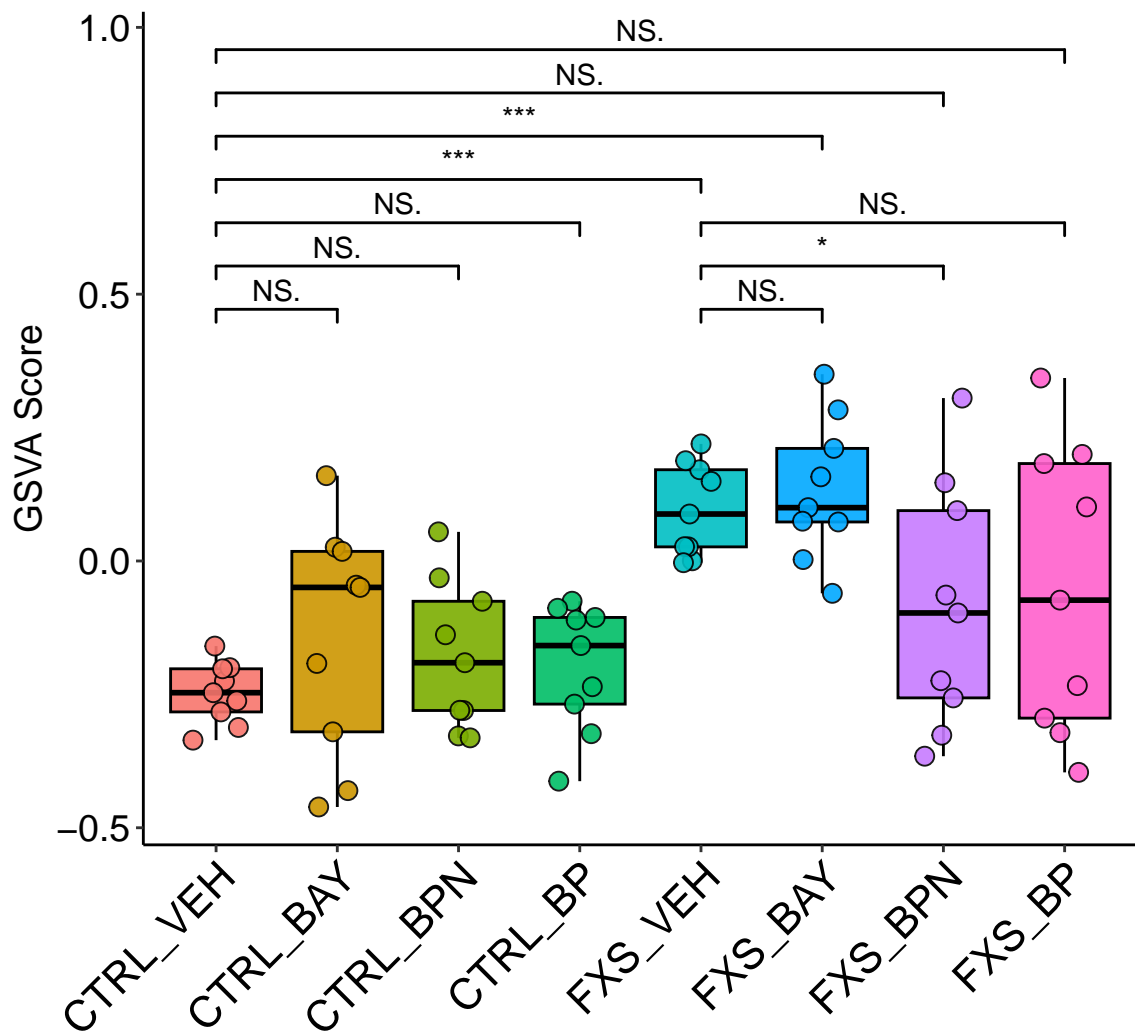 1.0
NS.
NS.
***
***
NS.
NS.
NS.
*
0.5
NS.
NS.
GSVA Score
0.0
−0.5
CTRL_VEH
CTRL_BAY
CTRL_BPN
CTRL_BP
FXS_VEH
FXS_BAY
FXS_BPN
FXS_BP